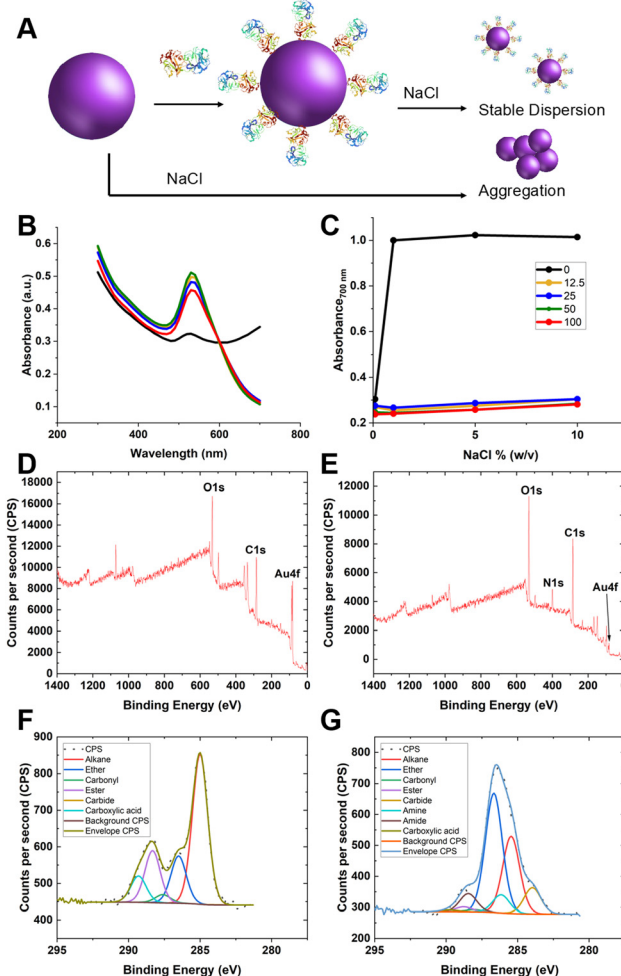 A
NaCl
Stable Dispersion
NaCl
Aggregation
B
Absorbance (a.u.)
0.6
0.5
0.4
0.3
0.2
0.1
200
400
600
800
Wavelength (nm)
C
Absorbance700 nm
1.0
0.8
0.6
0.4
0.2
0
12.5
25
50
100
0
5
10
NaCl % (w/v)
D
Counts per second (CPS)
18000
16000
14000
12000
10000
8000
6000
4000
2000
0
O1s
C1s
Au4f
1400 1200 1000 800 600 400 200 0
Binding Energy (eV)
E
Counts per second (CPS)
12000
10000
8000
6000
4000
2000
0
O1s
C1s
N1s
Au4f
1400 1200 1000 800 600 400 200 0
Binding Energy (eV)
F
Counts per second (CPS)
900
800
700
600
500
400
CPS
Alkane
Ether
Carbonyl
Ester
Carbide
Carboxylic acid
Background CPS
Envelope CPS
295
290
285
280
Binding Energy (eV)
G
Counts per second (CPS)
800
700
600
500
400
300
200
CPS
Alkane
Ether
Carbonyl
Ester
Carbide
Amine
Amide
Carboxylic acid
Background CPS
Envelope CPS
295
290
285
280
Binding Energy (eV)